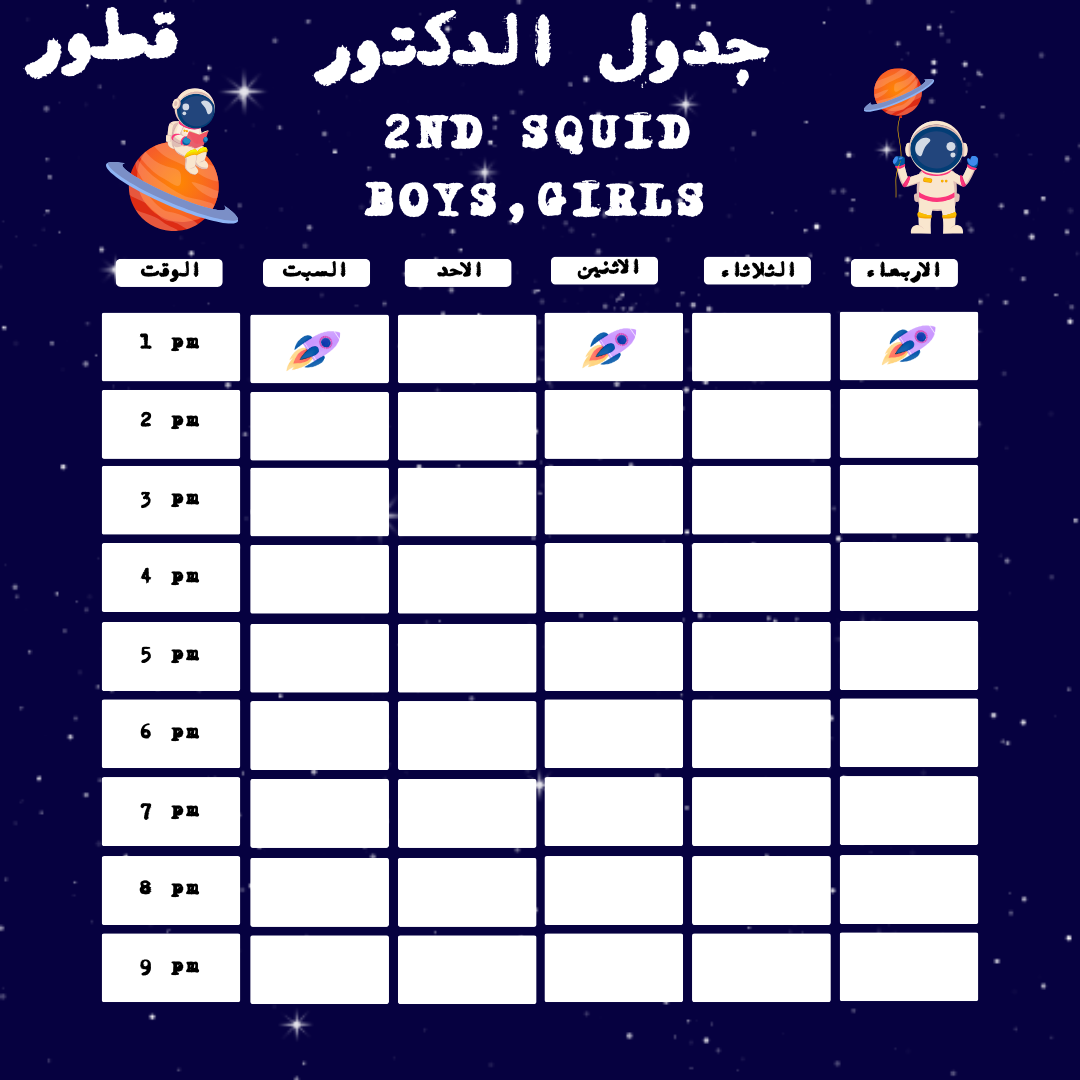 جدول الدكتور قطور
2ND SQUID
BOYS,GIRLS
الوقت السبت الاحد الاثنين الثلاثاء الاربعاء
1 pm
2 pm
3 pm
4 pm
5 pm
6 pm
7 pm
8 pm
9 pm